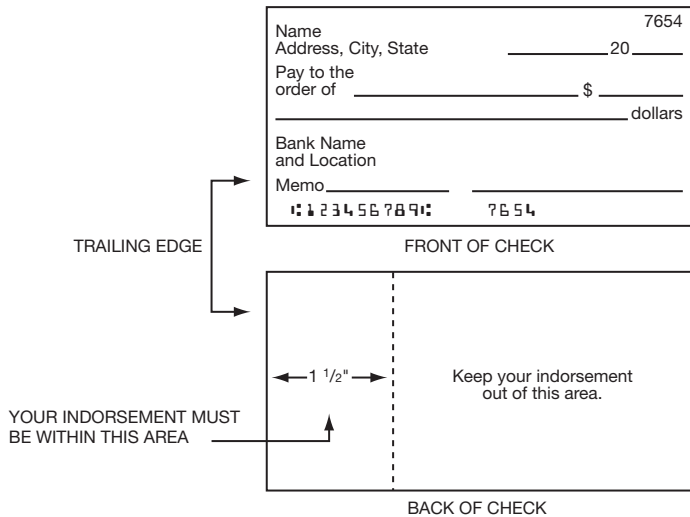 7654
Name
Address, City, State 20
Pay to the
order of $
dollars
Bank Name
and Location
Memo
⑆123456789⑆ 7654
TRAILING EDGE
FRONT OF CHECK
1 1/2"
Keep your indorsement
out of this area.
YOUR INDORSEMENT MUST
BE WITHIN THIS AREA
BACK OF CHECK